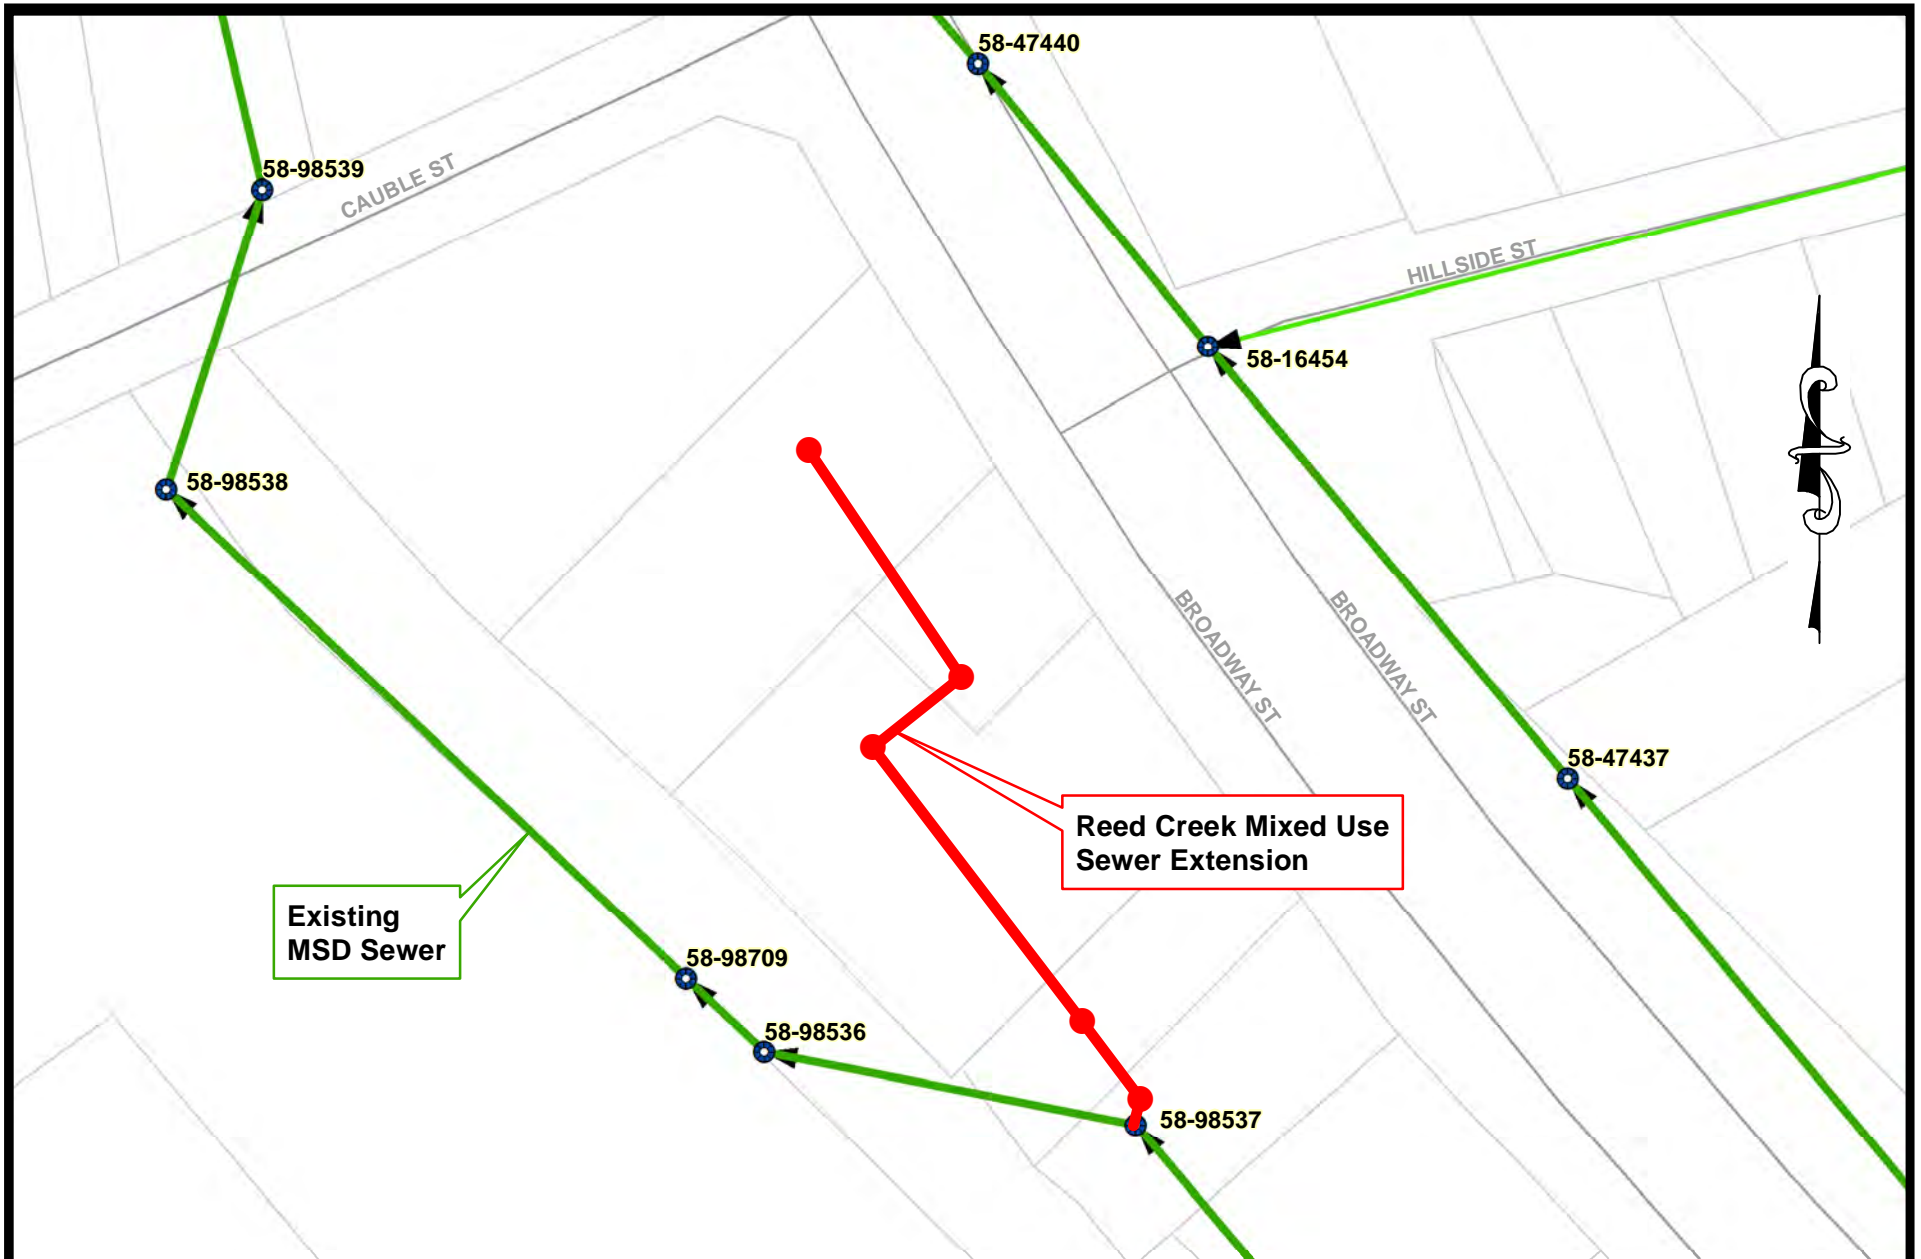 58-47440
58-98539
CAUBLE ST
HILLSIDE ST
58-16454
58-98538
BROADWAY ST
BROADWAY ST
58-47437
Reed Creek Mixed Use
Sewer Extension
Existing
MSD Sewer
58-98709
58-98536
58-98537